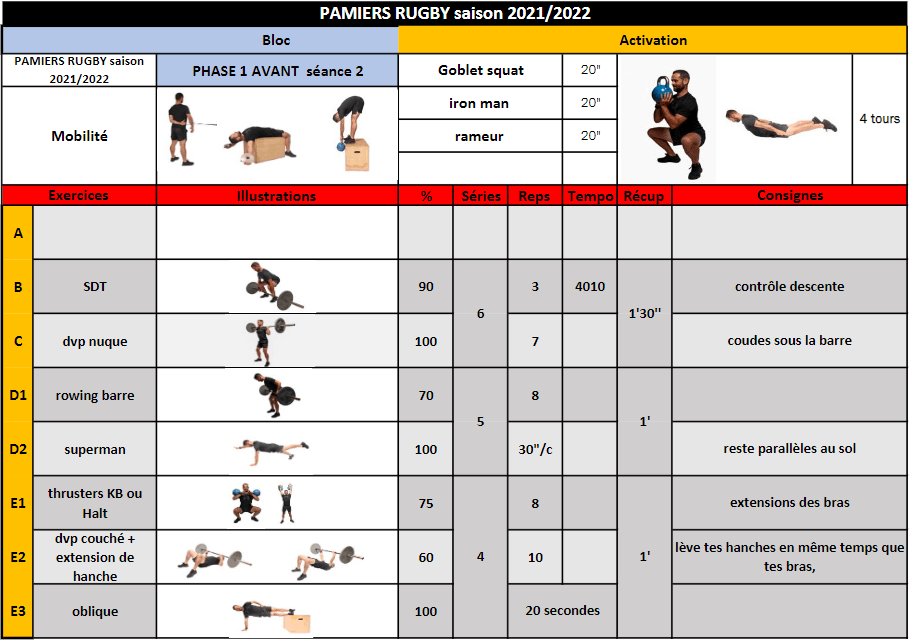 PAMIERS RUGBY saison 2021/2022
Bloc
Activation
PAMIERS RUGBY saison
2021/2022
PHASE 1 AVANT séance 2
Goblet squat
20"
iron man
20"
Mobilité
rameur
20"
4 tours
Exercices
Illustrations
%
Séries
Reps
Tempo
Récup
Consignes
A
B
SDT
90
6
3
4010
1'30''
contrôle descente
C
dvp nuque
100
7
coudes sous la barre
D1
rowing barre
70
5
8
1'
D2
superman
100
30"/c
reste parallèles au sol
E1
thrusters KB ou
Halt
75
4
8
1'
extensions des bras
E2
dvp couché +
extension de
hanche
60
10
lève tes hanches en même temps que
tes bras,
E3
oblique
100
20 secondes